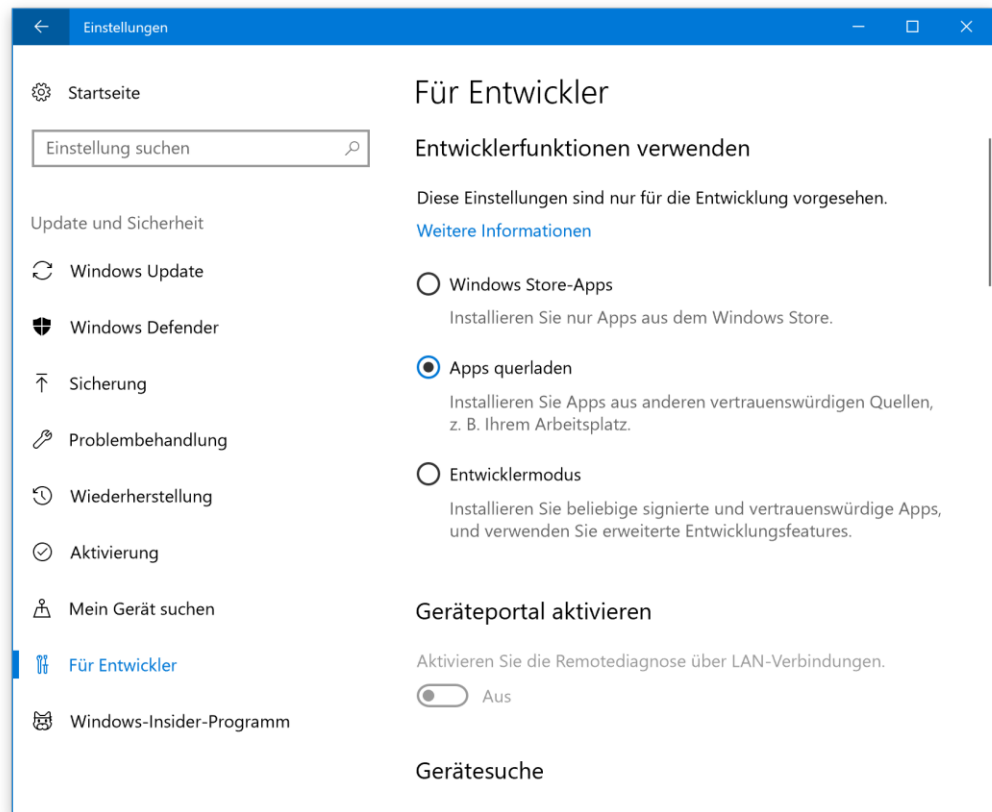 Einstellungen
Startseite
Einstellung suchen
Update und Sicherheit
Windows Update
Windows Defender
Sicherung
Problembehandlung
Wiederherstellung
Aktivierung
Mein Gerät suchen
Für Entwickler
Windows-Insider-Programm
Für Entwickler
Entwicklerfunktionen verwenden
Diese Einstellungen sind nur für die Entwicklung vorgesehen.
Weitere Informationen
Windows Store-Apps
Installieren Sie nur Apps aus dem Windows Store.
Apps querladen
Installieren Sie Apps aus anderen vertrauenswürdigen Quellen,
z. B. Ihrem Arbeitsplatz.
Entwicklermodus
Installieren Sie beliebige signierte und vertrauenswürdige Apps,
und verwenden Sie erweiterte Entwicklungsfeatures.
Geräteportal aktivieren
Aktivieren Sie die Remotediagnose über LAN-Verbindungen.
Aus
Gerätesuche